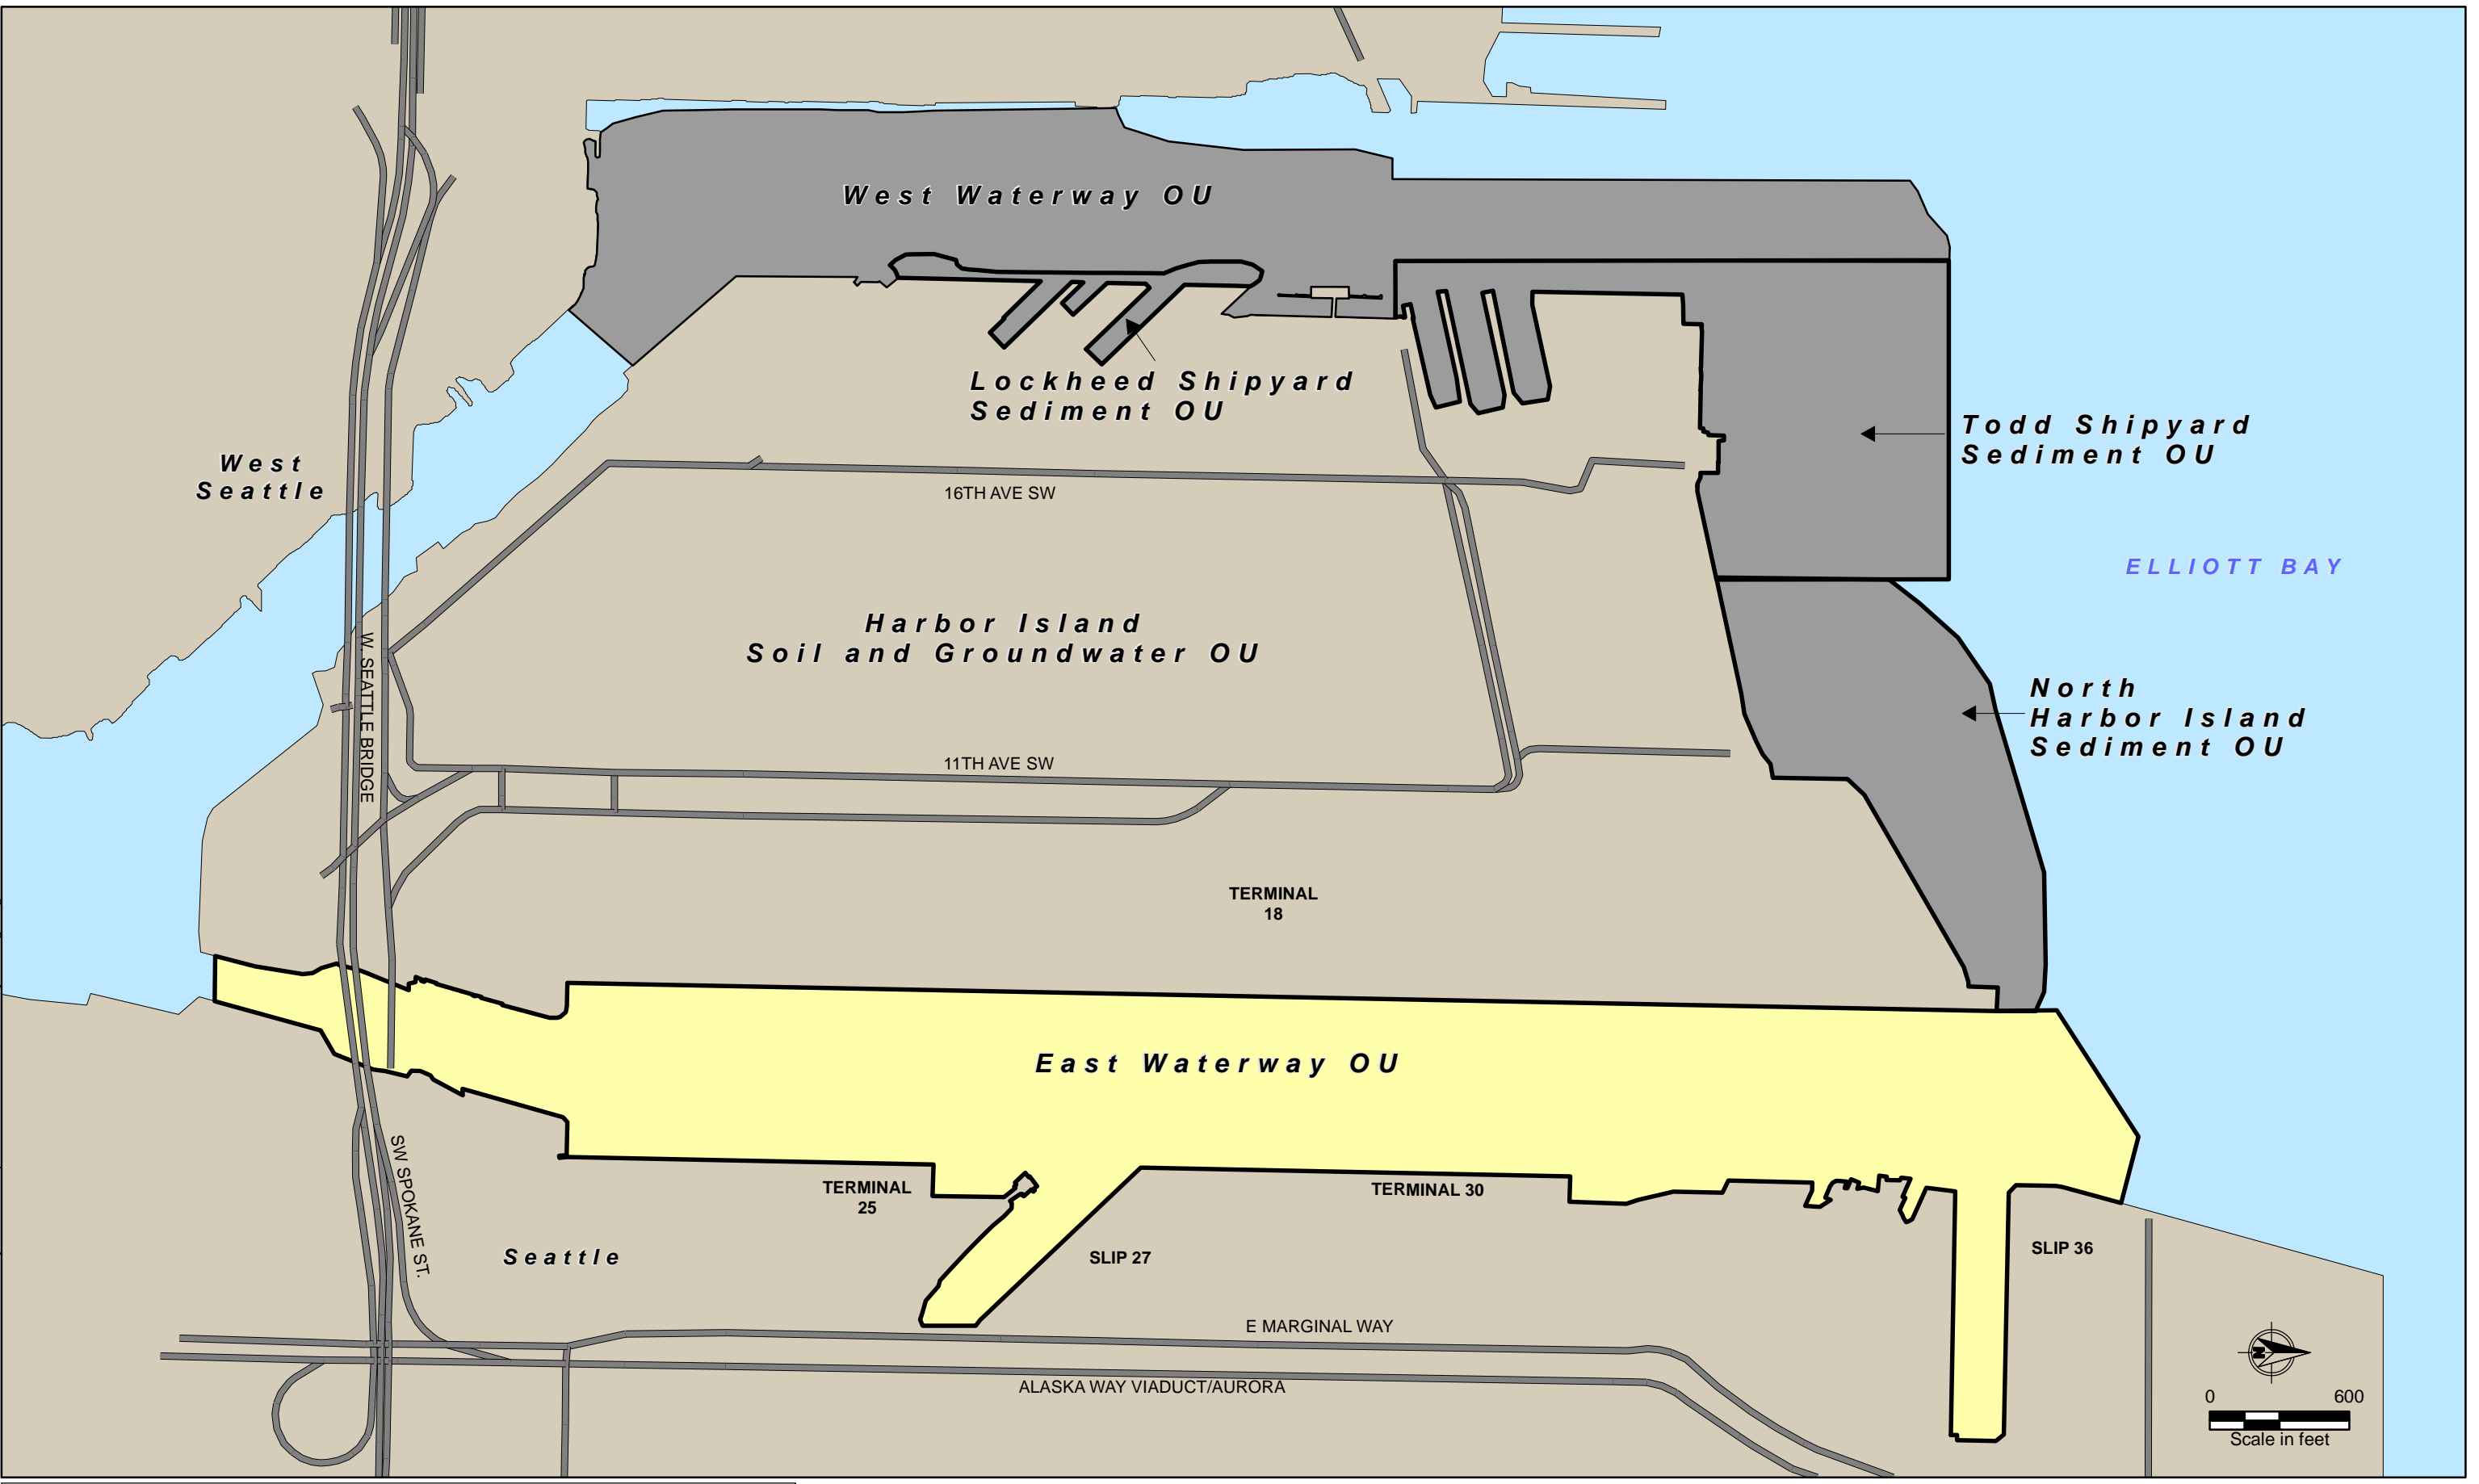 West Waterway OU
Lockheed Shipyard
Sediment OU
Todd Shipyard
Sediment OU
West
Seattle
16TH AVE SW
ELLIOTT BAY
Harbor Island
Soil and Groundwater OU
W. SEATTLE BRIDGE
North
Harbor Island
Sediment OU
11TH AVE SW
TERMINAL
18
East Waterway OU
TERMINAL
25
TERMINAL 30
SW SPOKANE ST.
Seattle
SLIP 27
SLIP 36
E MARGINAL WAY
ALASKA WAY VIADUCT/AURORA
N
0 600
Scale in feet